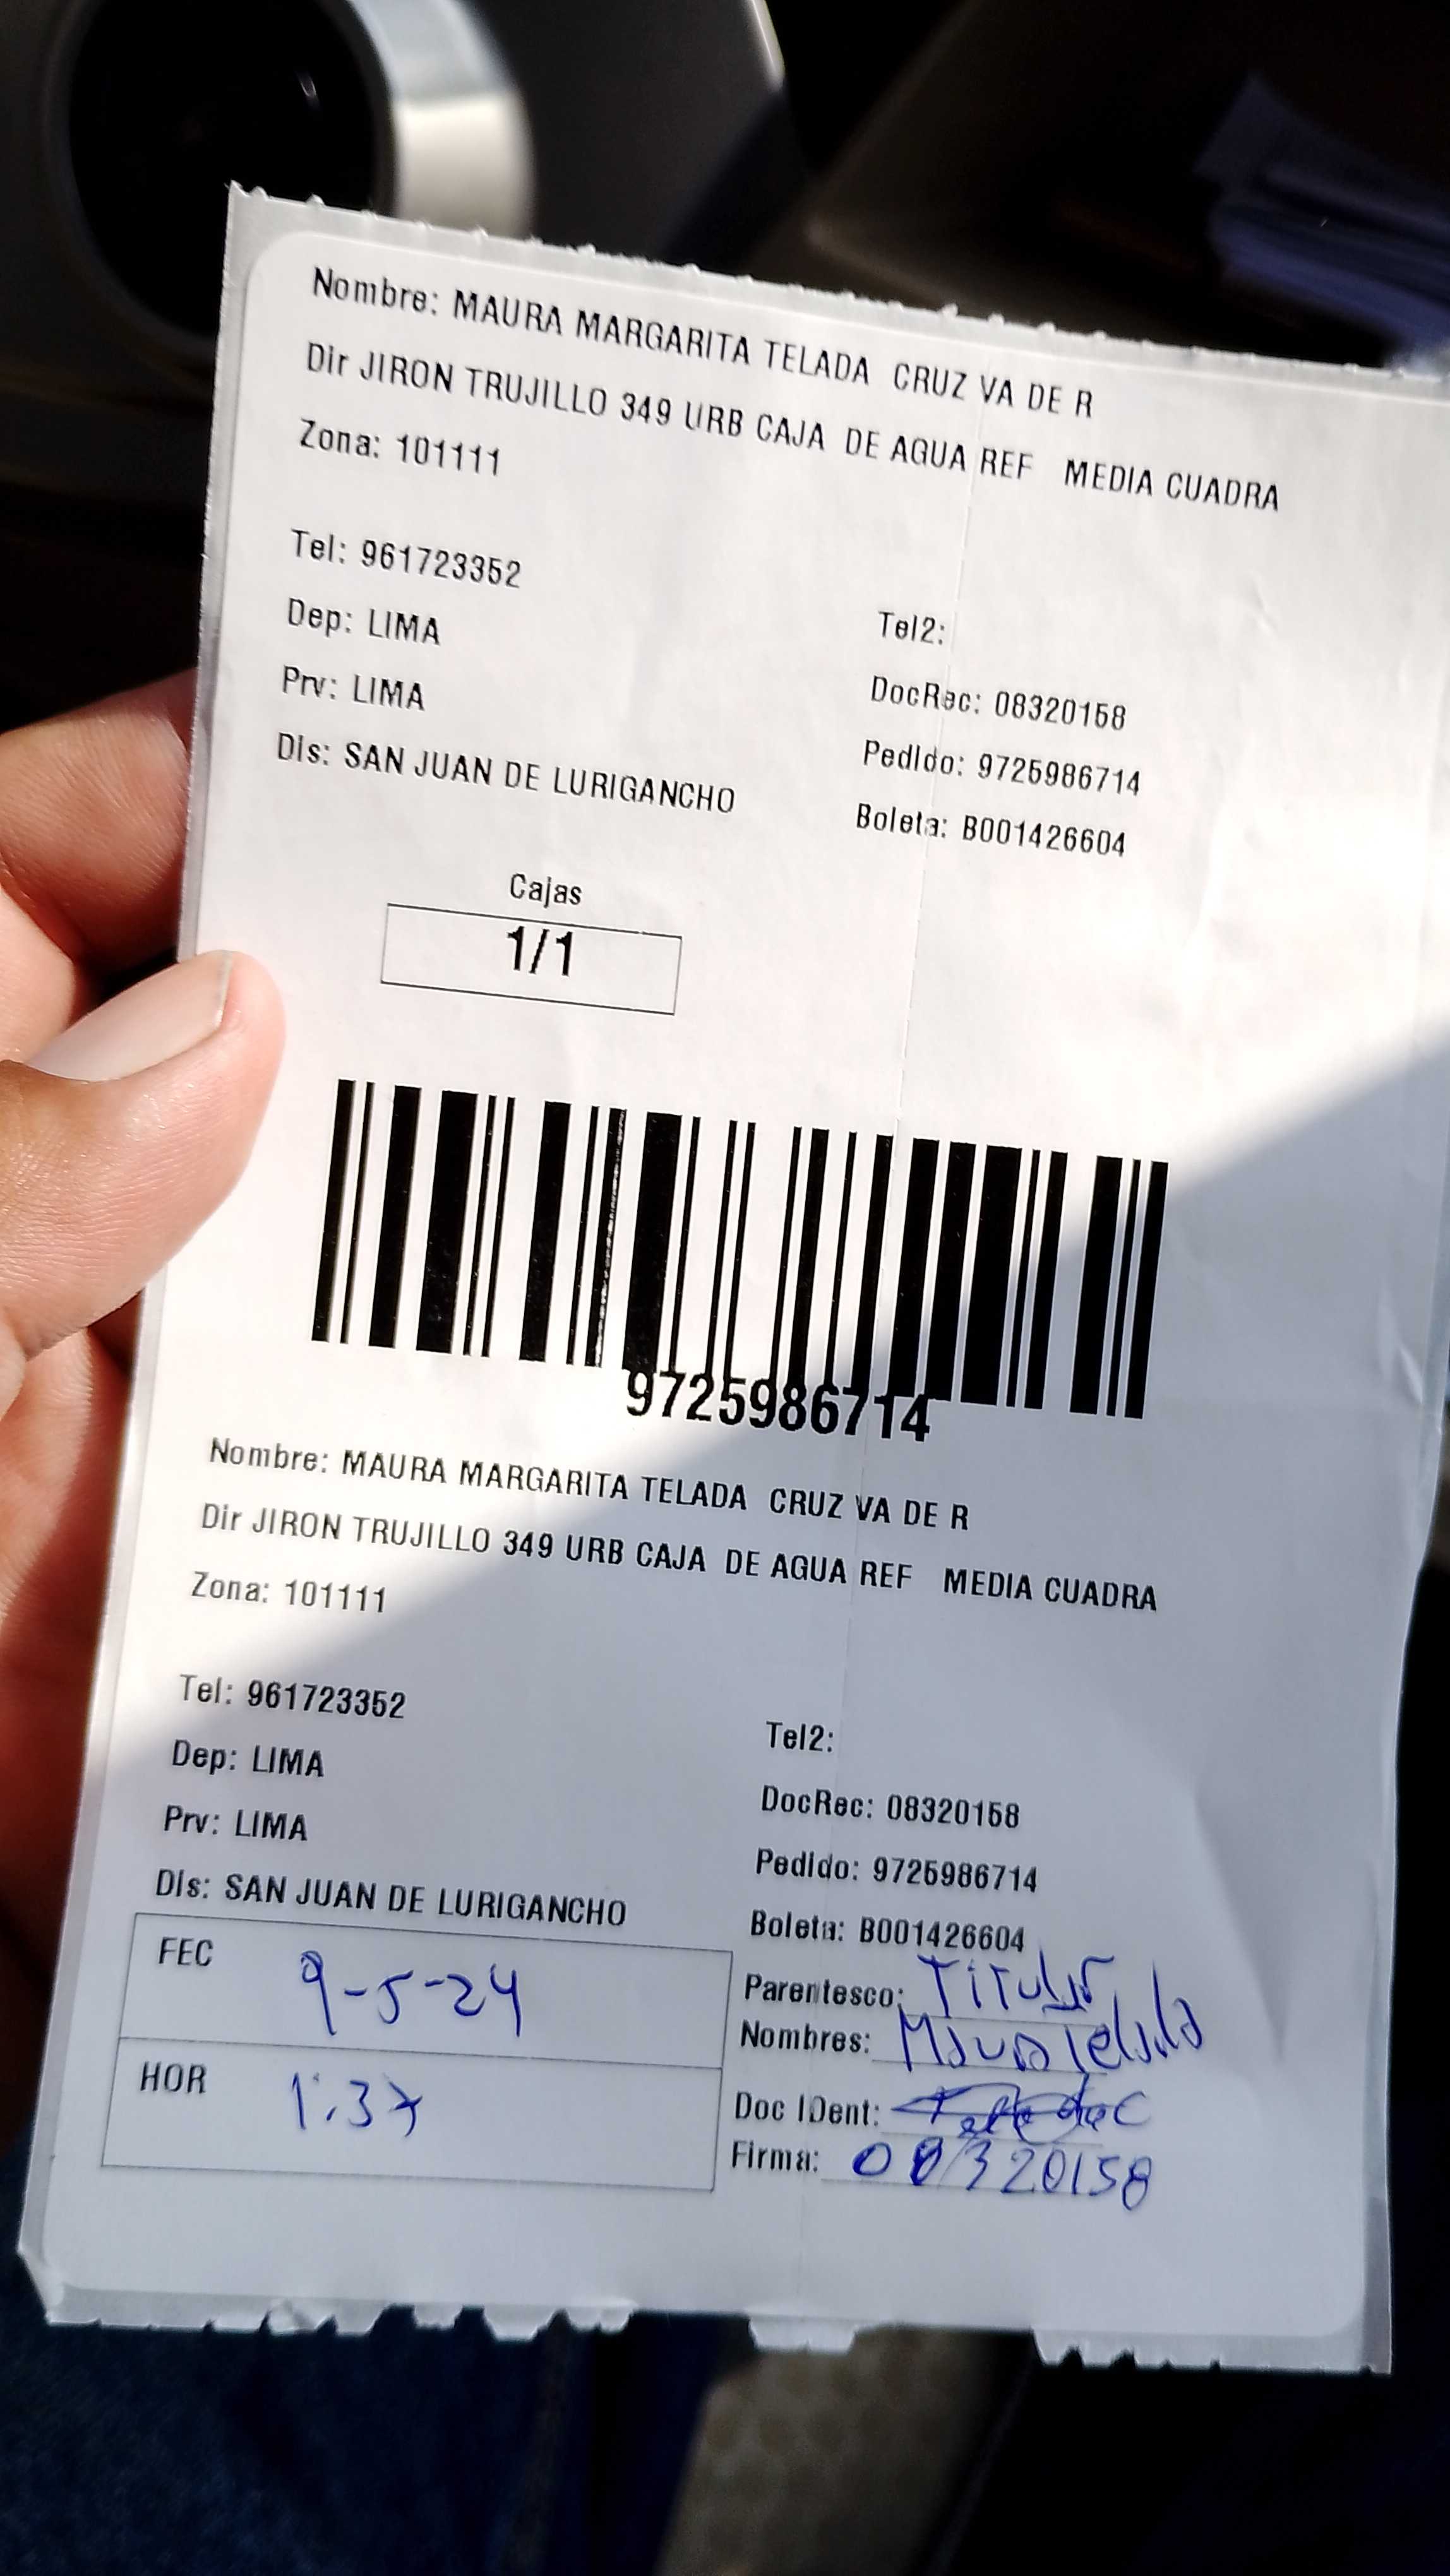 Nombre: MAURA MARGARITA TELADA CRUZ VA DE R
Dir JIRON TRUJILLO 349 URB CAJA DE AGUA REF MEDIA CUADRA
Zona: 101111
Tel: 961723352
Tel2:
Dep: LIMA
DocRec: 08320158
Prv: LIMA
Pedido: 9725986714
Dis: SAN JUAN DE LURIGANCHO
Boleta: B001426604
Cajas
1/1
9725986714
Nombre: MAURA MARGARITA TELADA CRUZ VA DE R
Dir JIRON TRUJILLO 349 URB CAJA DE AGUA REF MEDIA CUADRA
Zona: 101111
Tel: 961723352
Tel2:
Dep: LIMA
DocRec: 08320158
Prv: LIMA
Pedido: 9725986714
Dis: SAN JUAN DE LURIGANCHO
Boleta: B001426604
FEC 9-5-24
Parentesco: Titular
Nombres: Maura Telada
HOR 1:37
Doc IDent:
Firma: 08320158